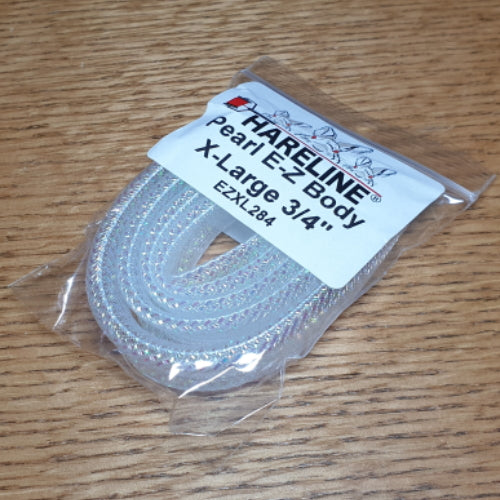 HARELINE®
Pearl E-Z Body
X-Large 3/4"
EZXL284